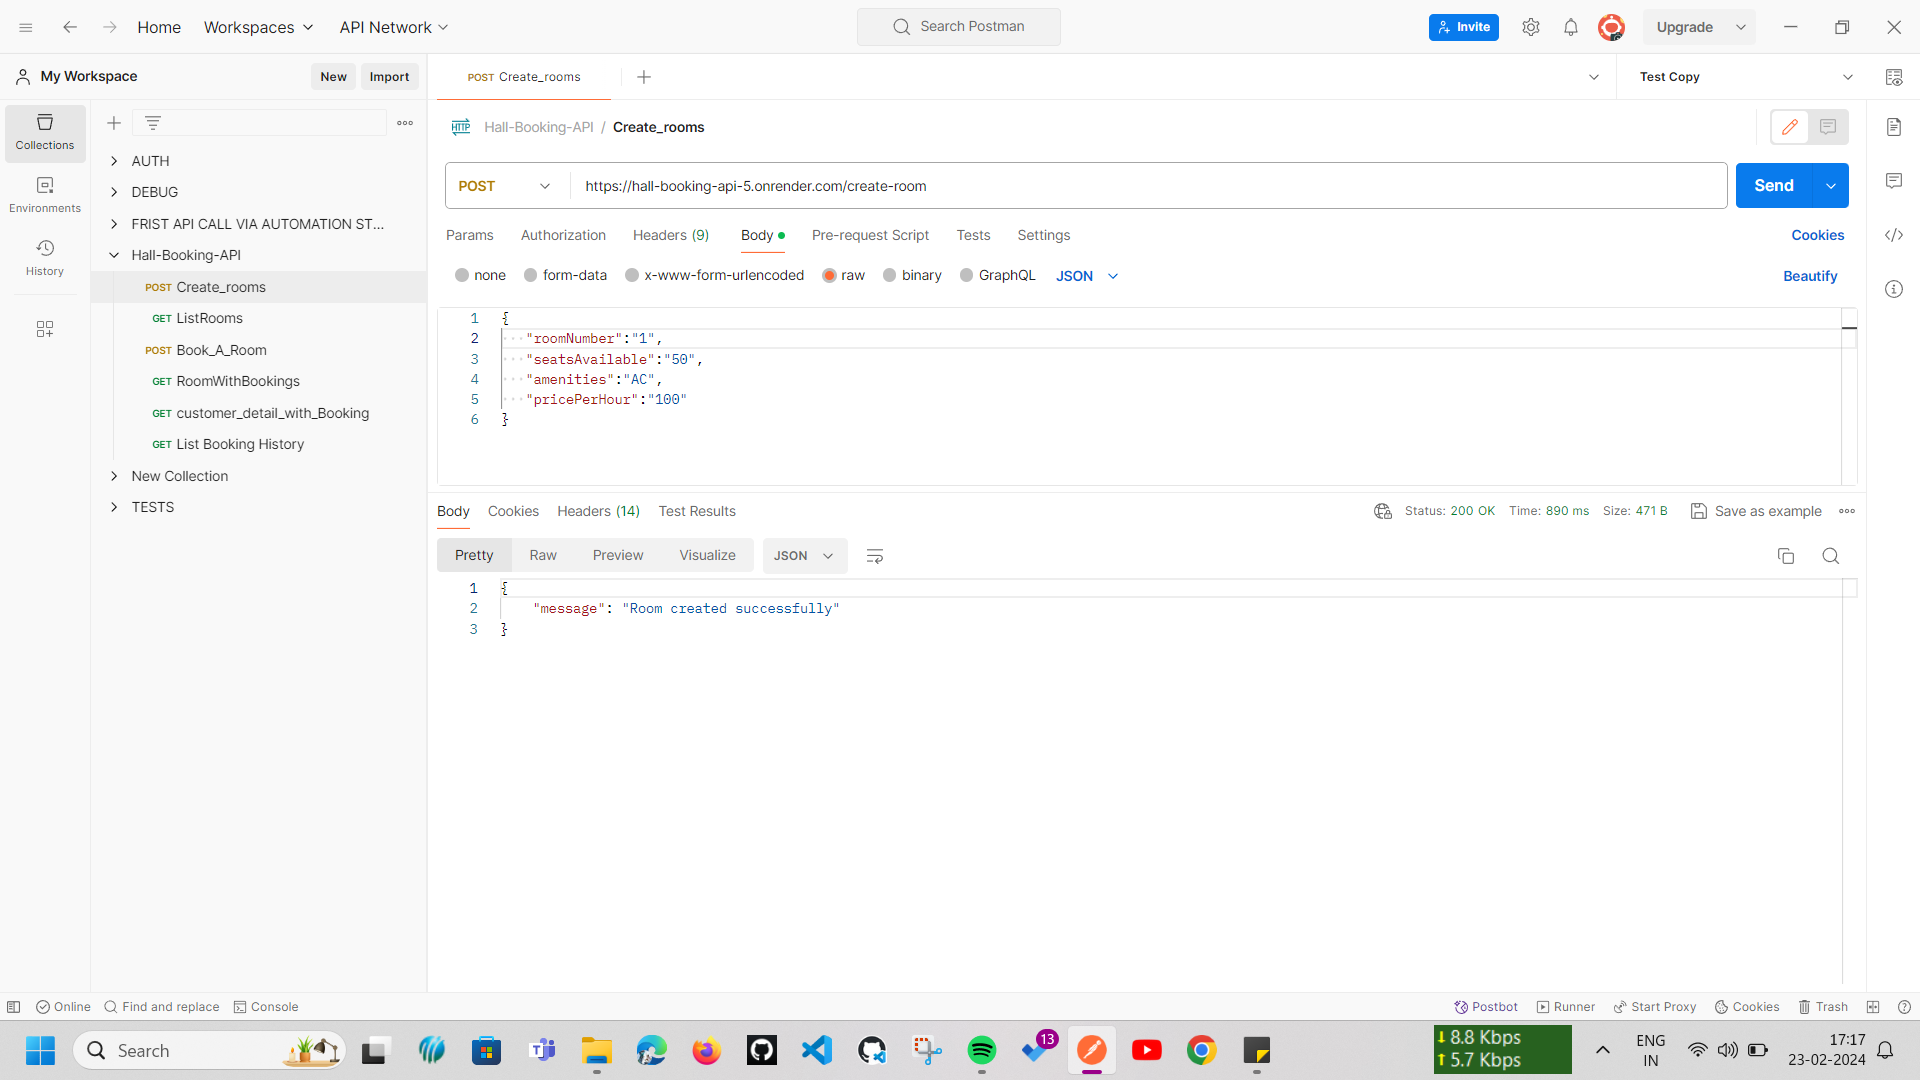 Home
Workspaces
API Network
Search Postman
Invite
Upgrade
My Workspace
New
Import
POST Create_rooms
Test Copy
Collections
Environments
History
AUTH
DEBUG
FRIST API CALL VIA AUTOMATION ST...
Hall-Booking-API
POST Create_rooms
GET ListRooms
POST Book_A_Room
GET RoomWithBookings
GET customer_detail_with_Booking
GET List Booking History
New Collection
TESTS
HTTP Hall-Booking-API / Create_rooms
POST https://hall-booking-api-5.onrender.com/create-room
Send
Params Authorization Headers (9) Body Pre-request Script Tests Settings Cookies
none form-data x-www-form-urlencoded raw binary GraphQL JSON Beautify
1 {
2 "roomNumber":"1",
3 "seatsAvailable":"50",
4 "amenities":"AC",
5 "pricePerHour":"100"
6 }
Body Cookies Headers (14) Test Results Status: 200 OK Time: 890 ms Size: 471 B Save as example
Pretty Raw Preview Visualize JSON
1 {
2 "message": "Room created successfully"
3 }
Online Find and replace Console Postbot Runner Start Proxy Cookies Trash
Search
13
8.8 Kbps
5.7 Kbps
ENG
IN
17:17
23-02-2024